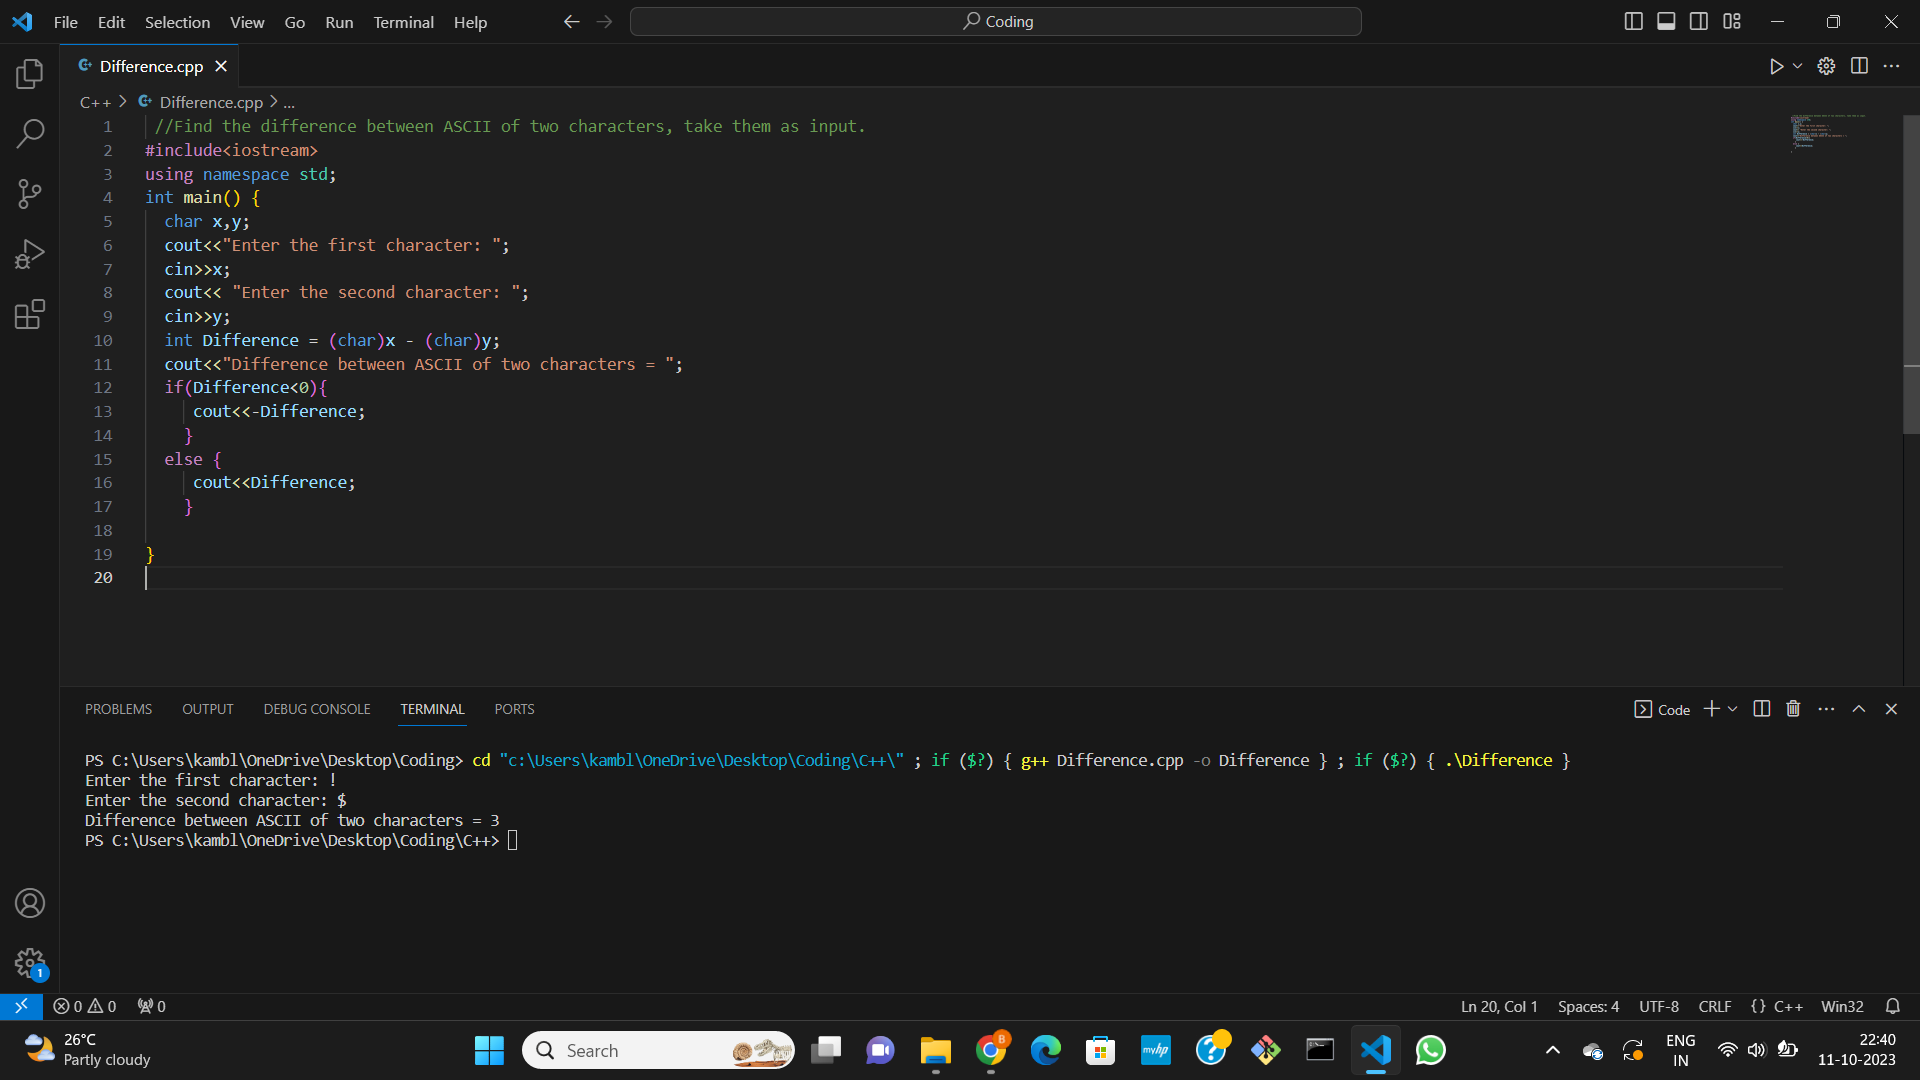 File Edit Selection View Go Run Terminal Help Coding
Difference.cpp
C++ > Difference.cpp > ...
1 //Find the difference between ASCII of two characters, take them as input.
2 #include<iostream>
3 using namespace std;
4 int main() {
5 char x,y;
6 cout<<"Enter the first character: ";
7 cin>>x;
8 cout<< "Enter the second character: ";
9 cin>>y;
10 int Difference = (char)x - (char)y;
11 cout<<"Difference between ASCII of two characters = ";
12 if(Difference<0){
13 cout<<-Difference;
14 }
15 else {
16 cout<<Difference;
17 }
18
19 }
20
PROBLEMS OUTPUT DEBUG CONSOLE TERMINAL PORTS Code
PS C:\Users\kambl\OneDrive\Desktop\Coding> cd "c:\Users\kambl\OneDrive\Desktop\Coding\C++\" ; if ($?) { g++ Difference.cpp -o Difference } ; if ($?) { .\Difference }
Enter the first character: !
Enter the second character: $
Difference between ASCII of two characters = 3
PS C:\Users\kambl\OneDrive\Desktop\Coding\C++>
1
0 0 0 Ln 20, Col 1 Spaces: 4 UTF-8 CRLF {} C++ Win32
26°C
Partly cloudy
Search
B
myhp
ENG
IN
22:40
11-10-2023